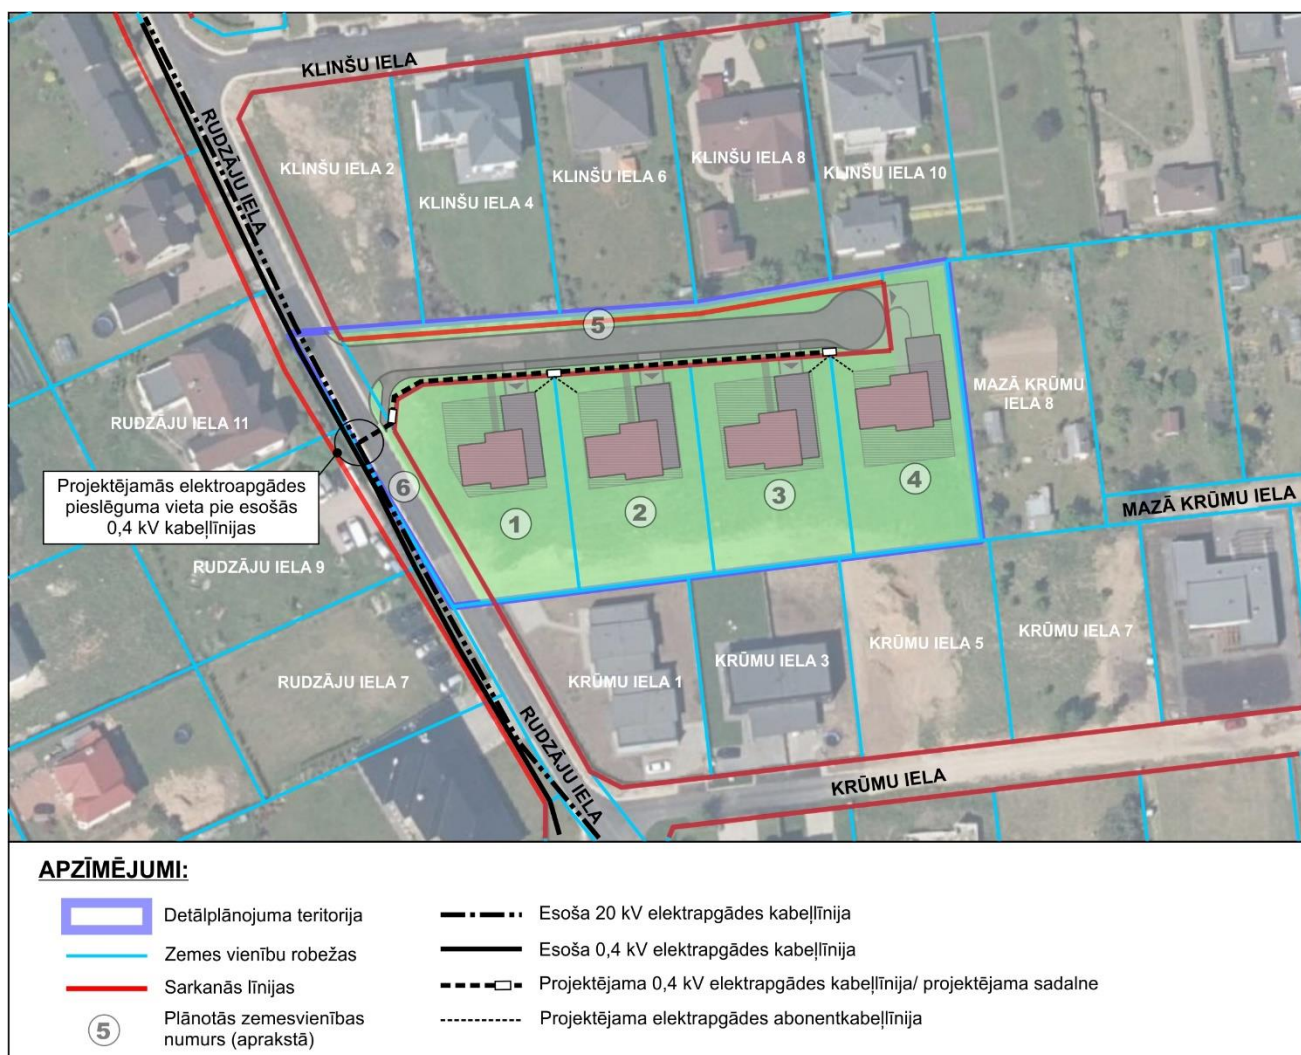 KLINŠU IELA
RUDZĀJU IELA
KLINŠU IELA 2
KLINŠU IELA 4
KLINŠU IELA 6
KLINŠU IELA 8
KLINŠU IELA 10
5
RUDZĀJU IELA 11
MAZĀ KRŪMU
IELA 8
Projektējamās elektroapgādes
pieslēguma vieta pie esošās
0,4 kV kabeļlīnijas
6
1
2
3
4
MAZĀ KRŪMU IELA
RUDZĀJU IELA 9
RUDZĀJU IELA 7
KRŪMU IELA 1
KRŪMU IELA 3
KRŪMU IELA 5
KRŪMU IELA 7
RUDZĀJU IELA
KRŪMU IELA
APZĪMĒJUMI:
Detālplānojuma teritorija
Zemes vienību robežas
Sarkanās līnijas
5
Plānotās zemesvienības
numurs (aprakstā)
Esoša 20 kV elektrapgādes kabeļlīnija
Esoša 0,4 kV elektrapgādes kabeļlīnija
Projektējama 0,4 kV elektrapgādes kabeļlīnija/ projektējama sadalne
Projektējama elektrapgādes abonentkabeļlīnija